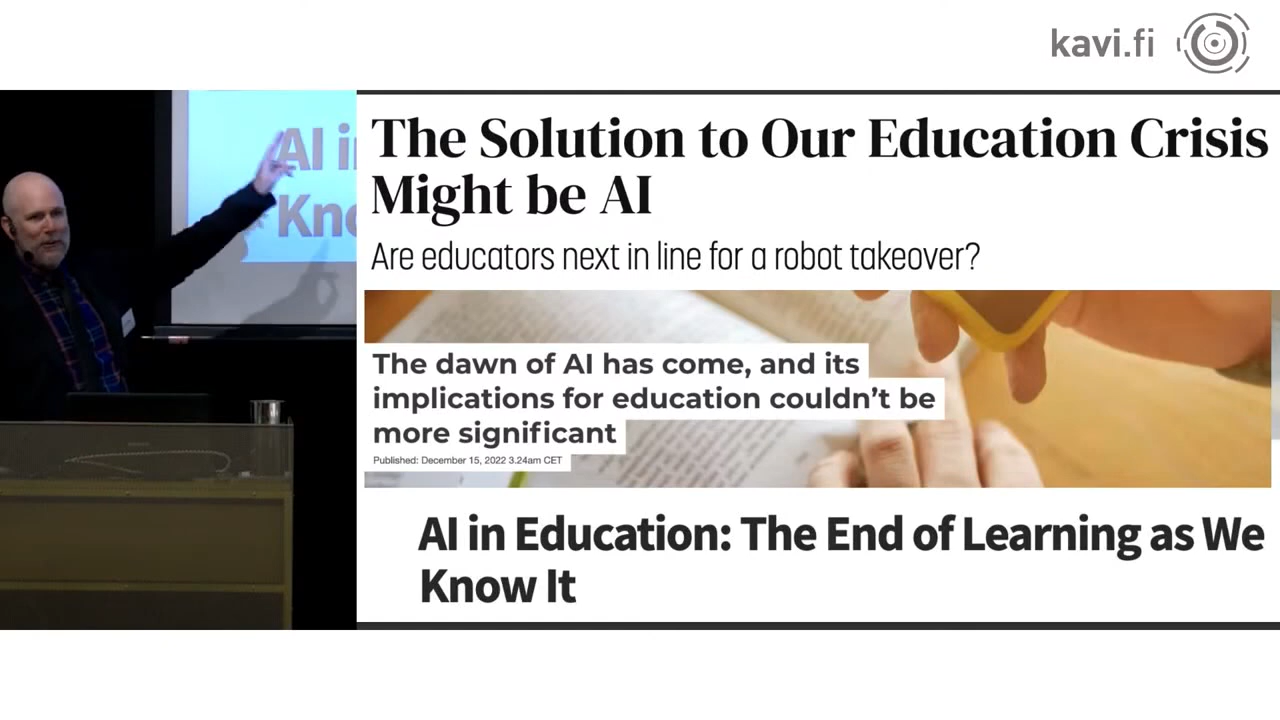 kavi.fi
AI i
Kno
The Solution to Our Education Crisis
Might be AI
Are educators next in line for a robot takeover?
The dawn of AI has come, and its
implications for education couldn't be
more significant
Published: December 15, 2022 3.24am CET
AI in Education: The End of Learning as We
Know It